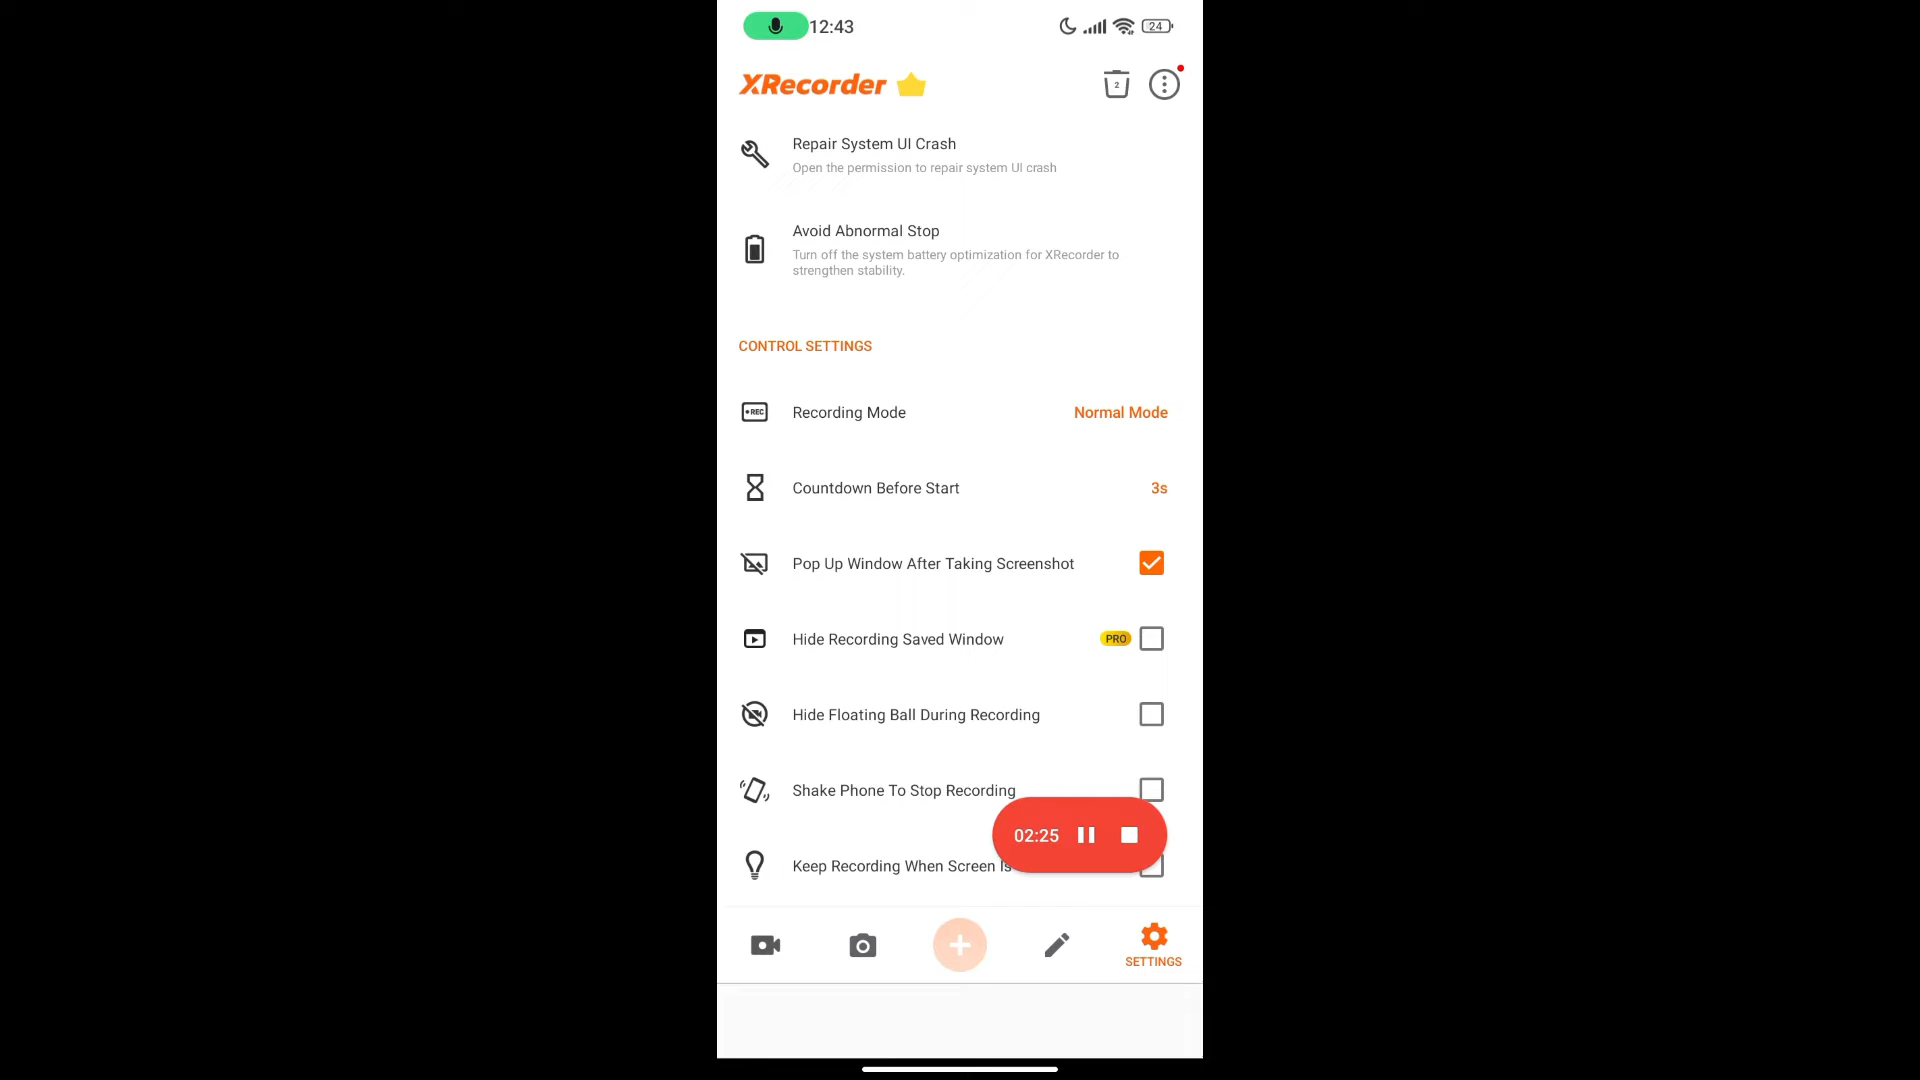 12:43
24
XRecorder
2
Repair System UI Crash
Open the permission to repair system UI crash
Avoid Abnormal Stop
Turn off the system battery optimization for XRecorder to
strengthen stability.
CONTROL SETTINGS
REC
Recording Mode
Normal Mode
Countdown Before Start
3s
Pop Up Window After Taking Screenshot
Hide Recording Saved Window
PRO
Hide Floating Ball During Recording
Shake Phone To Stop Recording
02:25
Keep Recording When Screen Is
SETTINGS